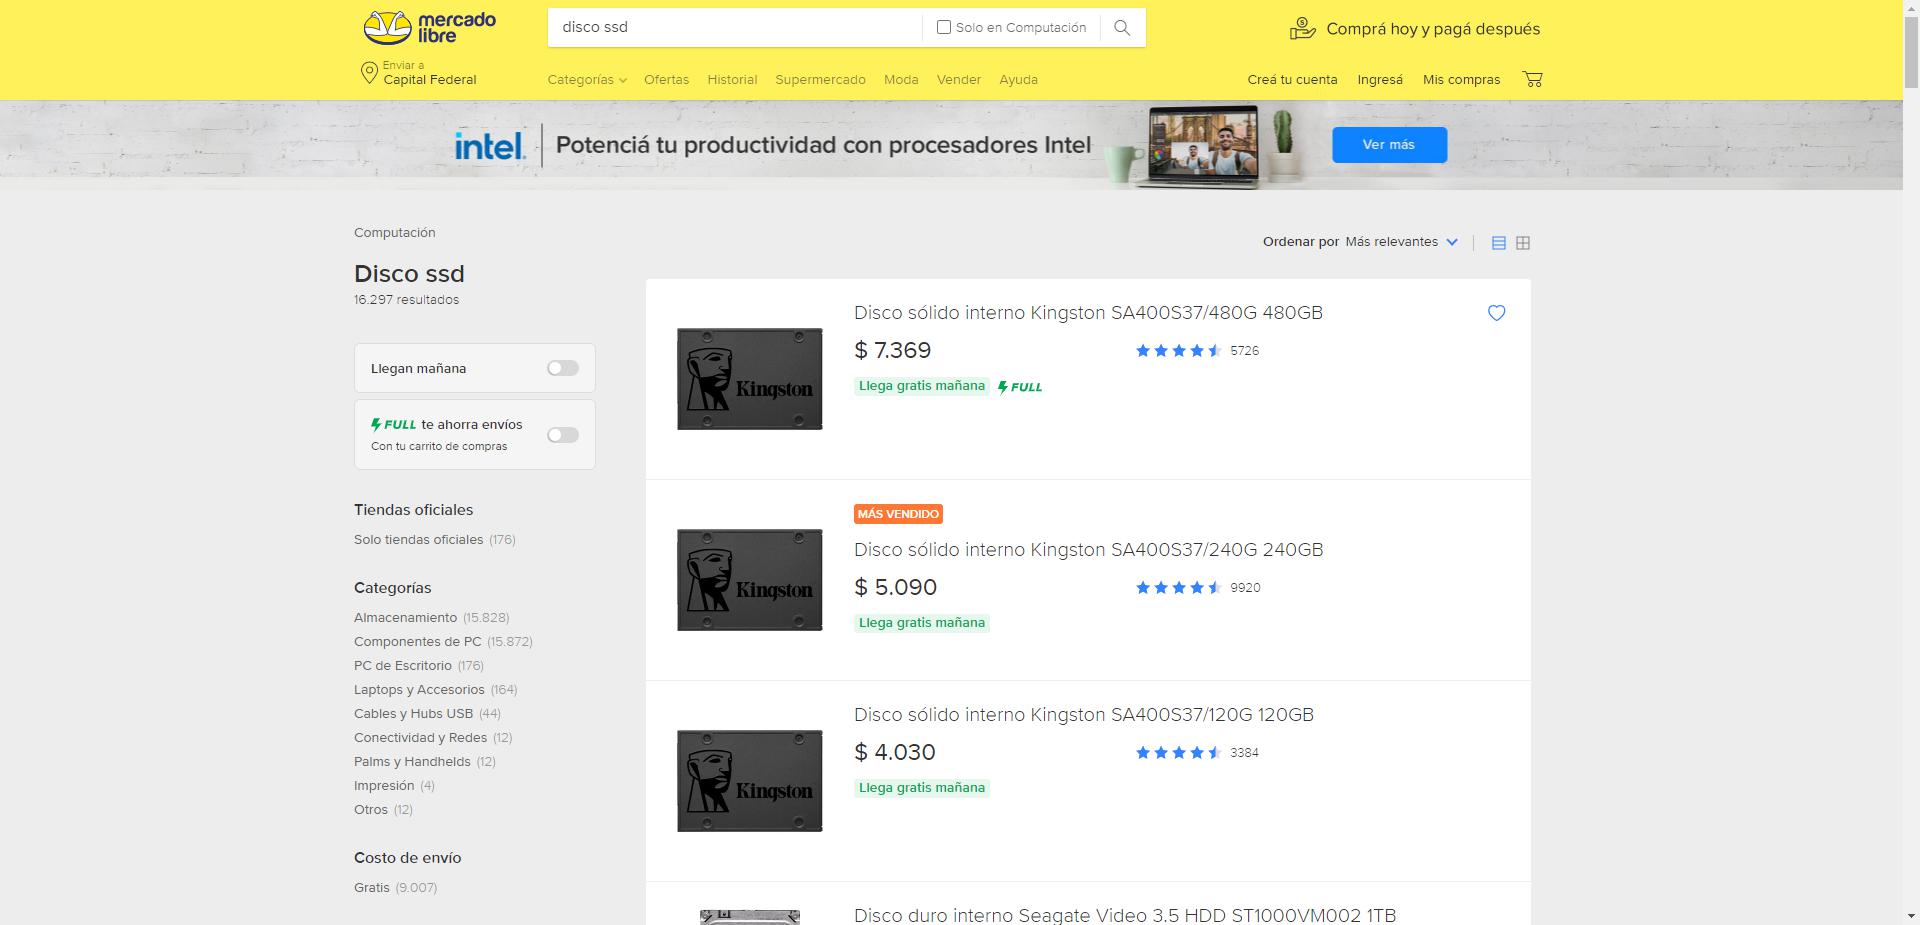 mercado
libre
disco ssd
Solo en Computación
Comprá hoy y pagá después
Enviar a
Capital Federal
Categorías
Ofertas
Historial
Supermercado
Moda
Vender
Ayuda
Creá tu cuenta
Ingresá
Mis compras
intel.
Potenciá tu productividad con procesadores Intel
Ver más
Computación
Disco ssd
16.297 resultados
Ordenar por Más relevantes
Llegan mañana
FULL te ahorra envíos
Con tu carrito de compras
Tiendas oficiales
Solo tiendas oficiales (176)
Categorías
Almacenamiento (15.828)
Componentes de PC (15.872)
PC de Escritorio (176)
Laptops y Accesorios (164)
Cables y Hubs USB (44)
Conectividad y Redes (12)
Palms y Handhelds (12)
Impresión (4)
Otros (12)
Costo de envío
Gratis (9.007)
Kingston
Disco sólido interno Kingston SA400S37/480G 480GB
$ 7.369
5726
Llega gratis mañana FULL
Kingston
MÁS VENDIDO
Disco sólido interno Kingston SA400S37/240G 240GB
$ 5.090
9920
Llega gratis mañana
Kingston
Disco sólido interno Kingston SA400S37/120G 120GB
$ 4.030
3384
Llega gratis mañana
Disco duro interno Seagate Video 3.5 HDD ST1000VM002 1TB